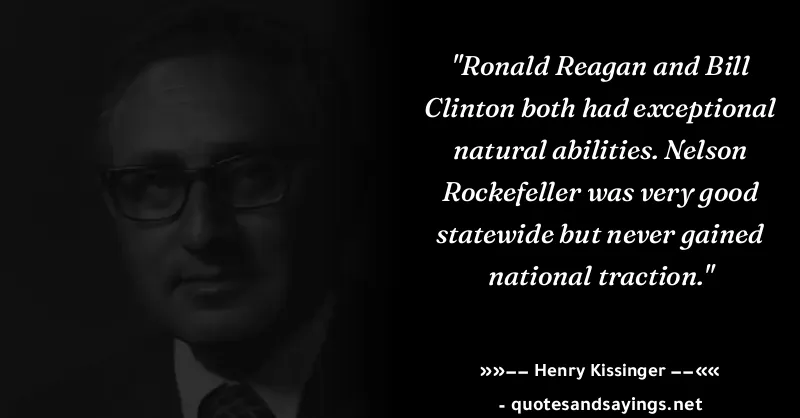 "Ronald Reagan and Bill
Clinton both had exceptional
natural abilities. Nelson
Rockefeller was very good
statewide but never gained
national traction."
»»−− Henry Kissinger −−««
- quotesandsayings.net